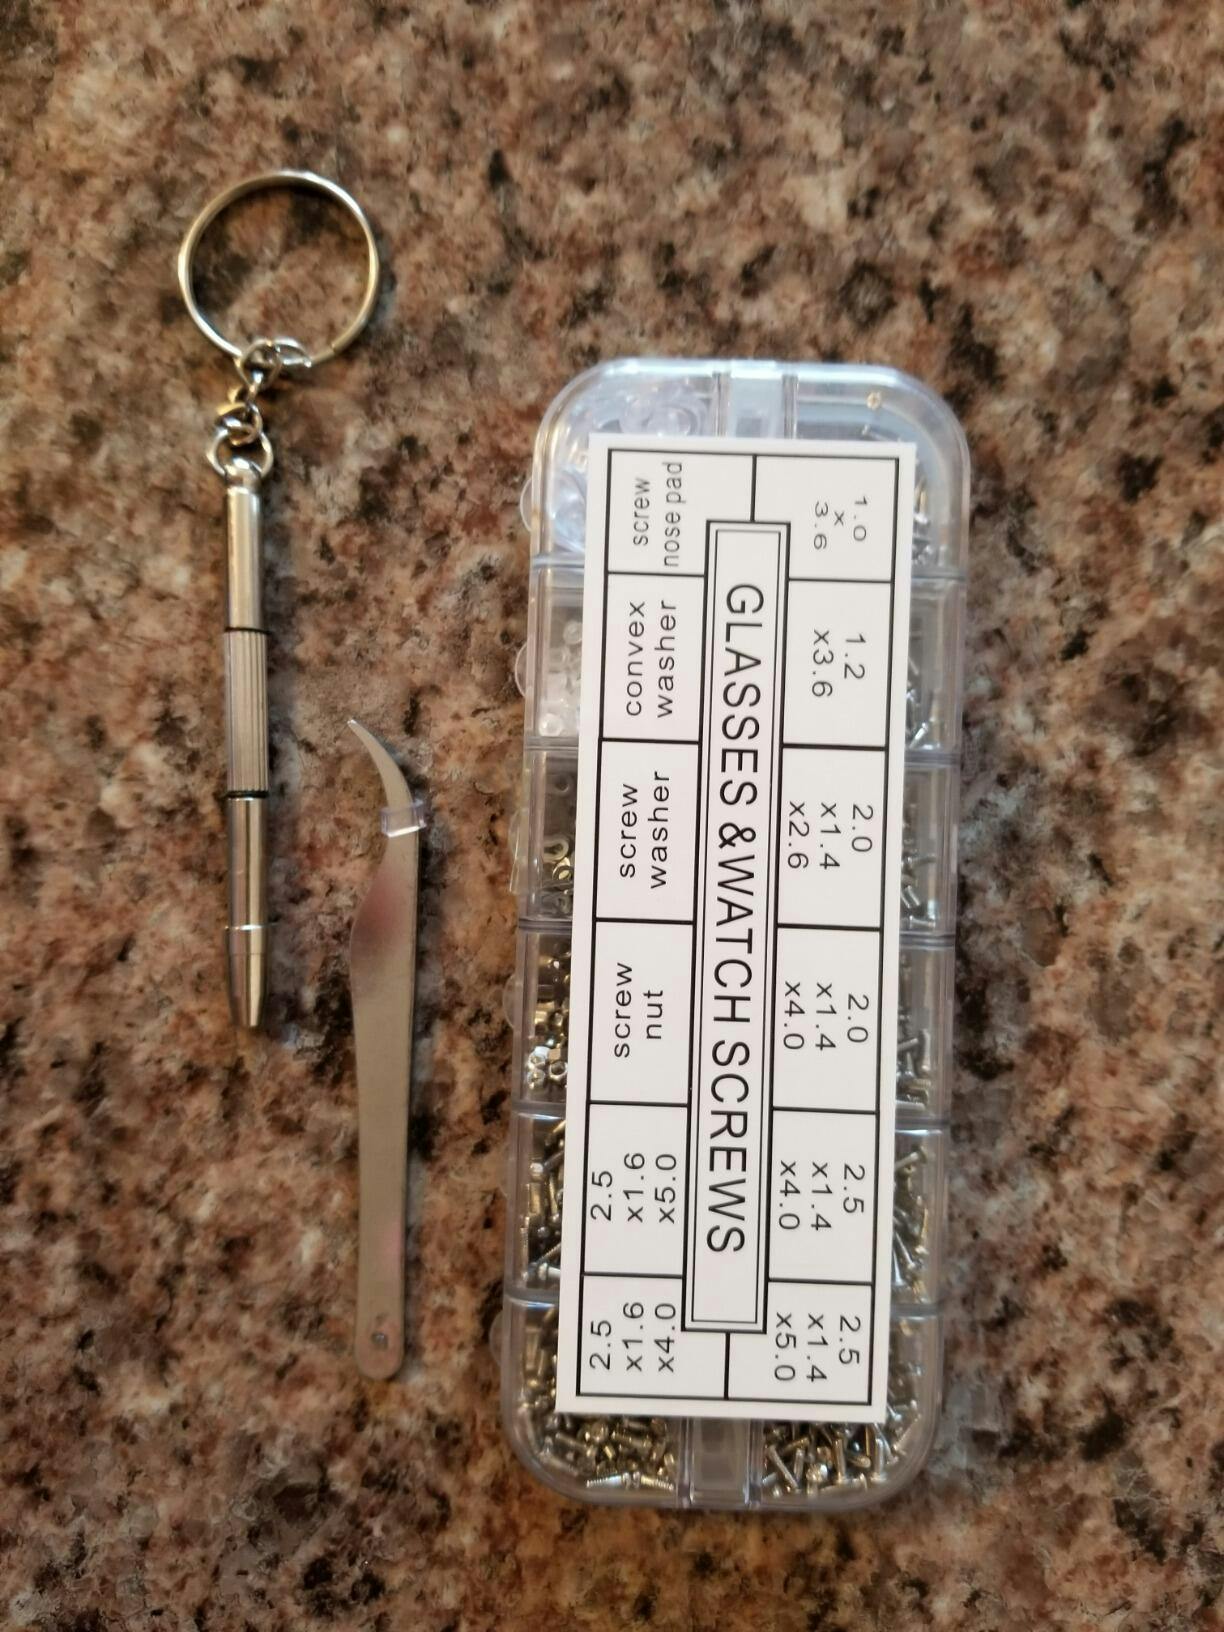 GLASSES &WATCH SCREWS
1.0
x
3.6
1.2
x3.6
2.0
x1.4
x2.6
2.0
x1.4
x4.0
2.5
x1.4
x4.0
2.5
x1.4
x5.0
screw
nose pad
convex
washer
screw
washer
screw
nut
2.5
x1.6
x5.0
2.5
x1.6
x4.0